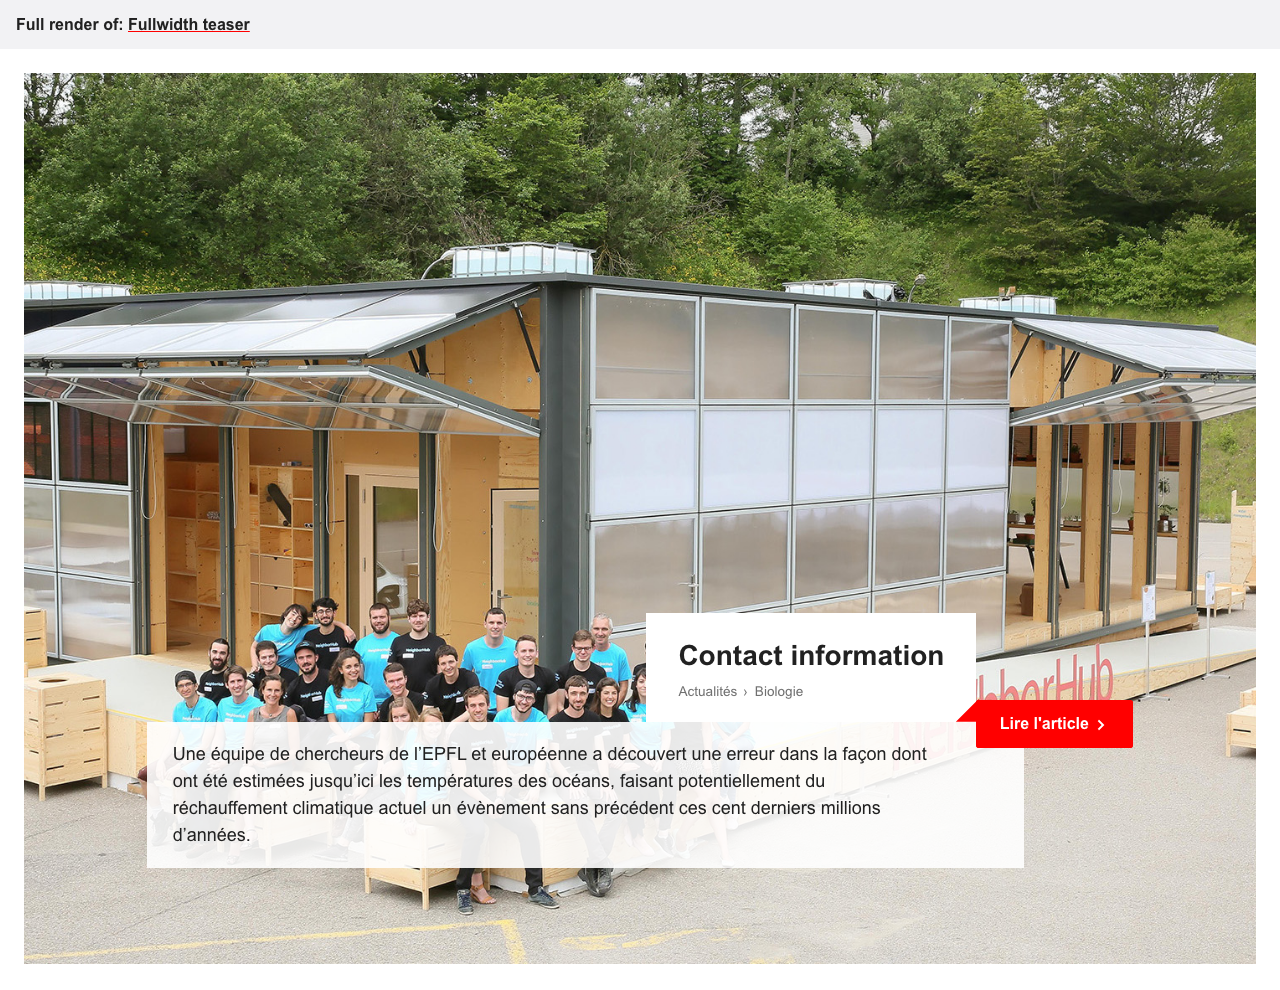 Full render of: Fullwidth teaser
Contact information
Actualités › Biologie
NeighborHub
Lire l'article
Une équipe de chercheurs de l’EPFL et européenne a découvert une erreur dans la façon dont
ont été estimées jusqu’ici les températures des océans, faisant potentiellement du
réchauffement climatique actuel un évènement sans précédent ces cent derniers millions
d’années.